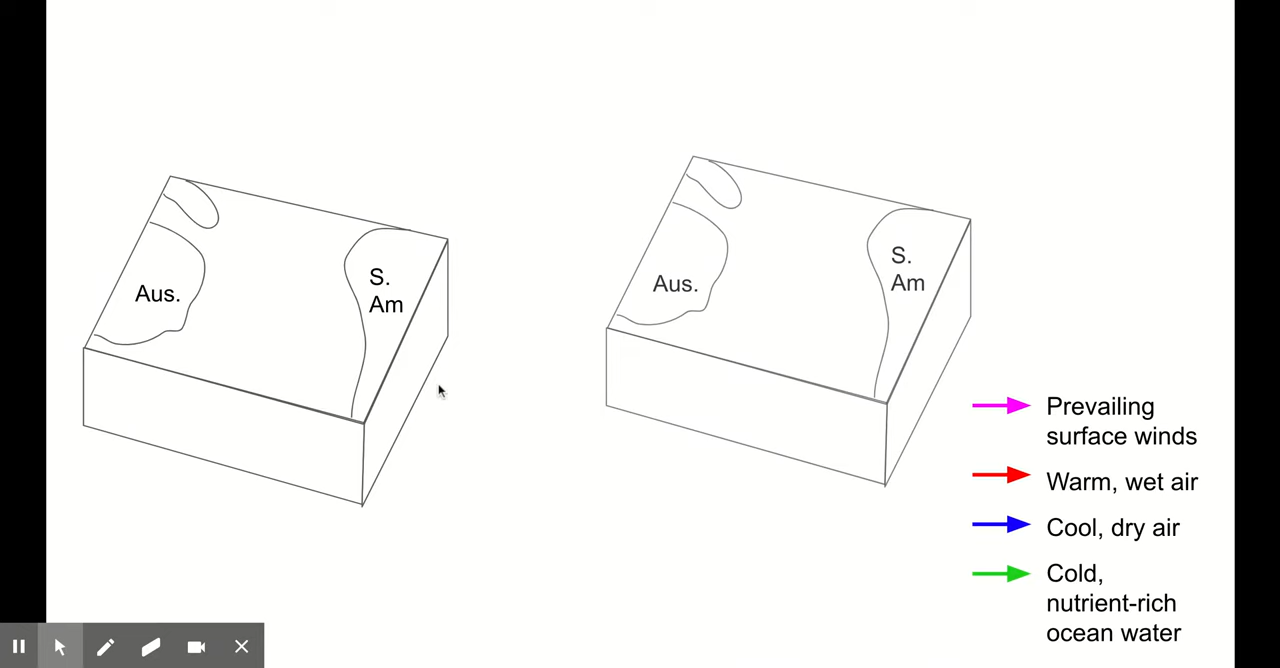 Aus.
S.
Am
Aus.
S.
Am
Prevailing
surface winds
Warm, wet air
Cool, dry air
Cold,
nutrient-rich
ocean water